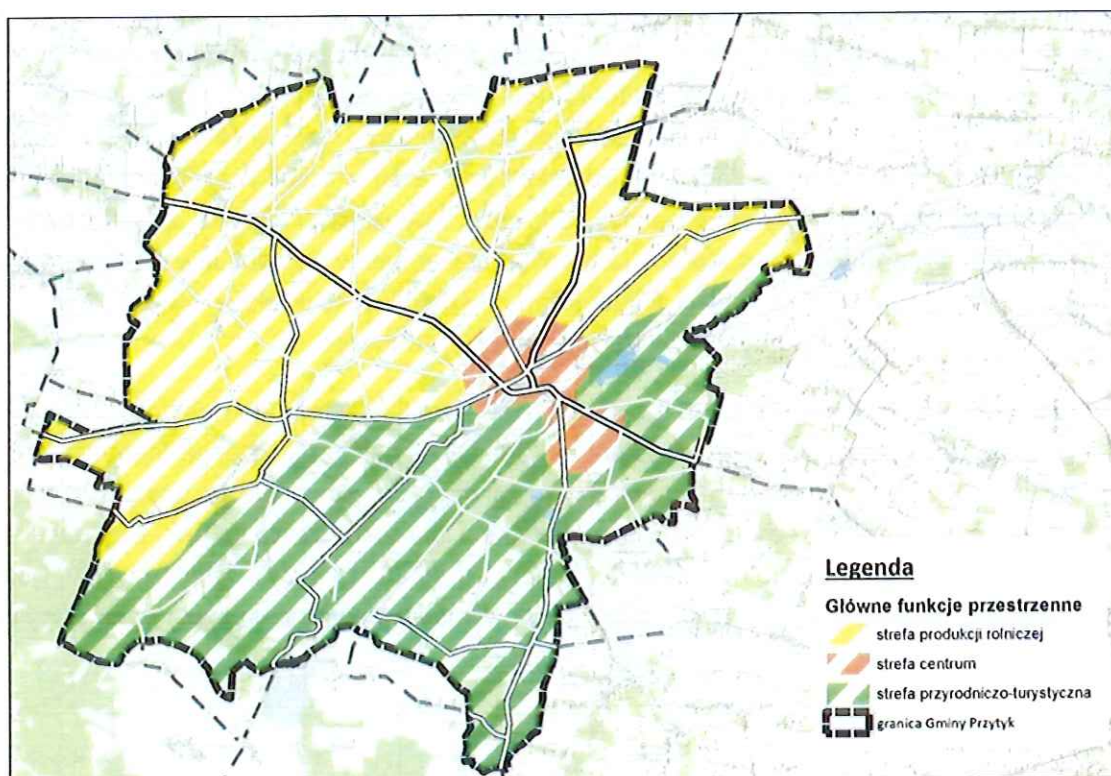 Legenda
Główne funkcje przestrzenne
strefa produkcji rolniczej
strefa centrum
strefa przyrodniczo-turystyczna
granica Gminy Przytyk